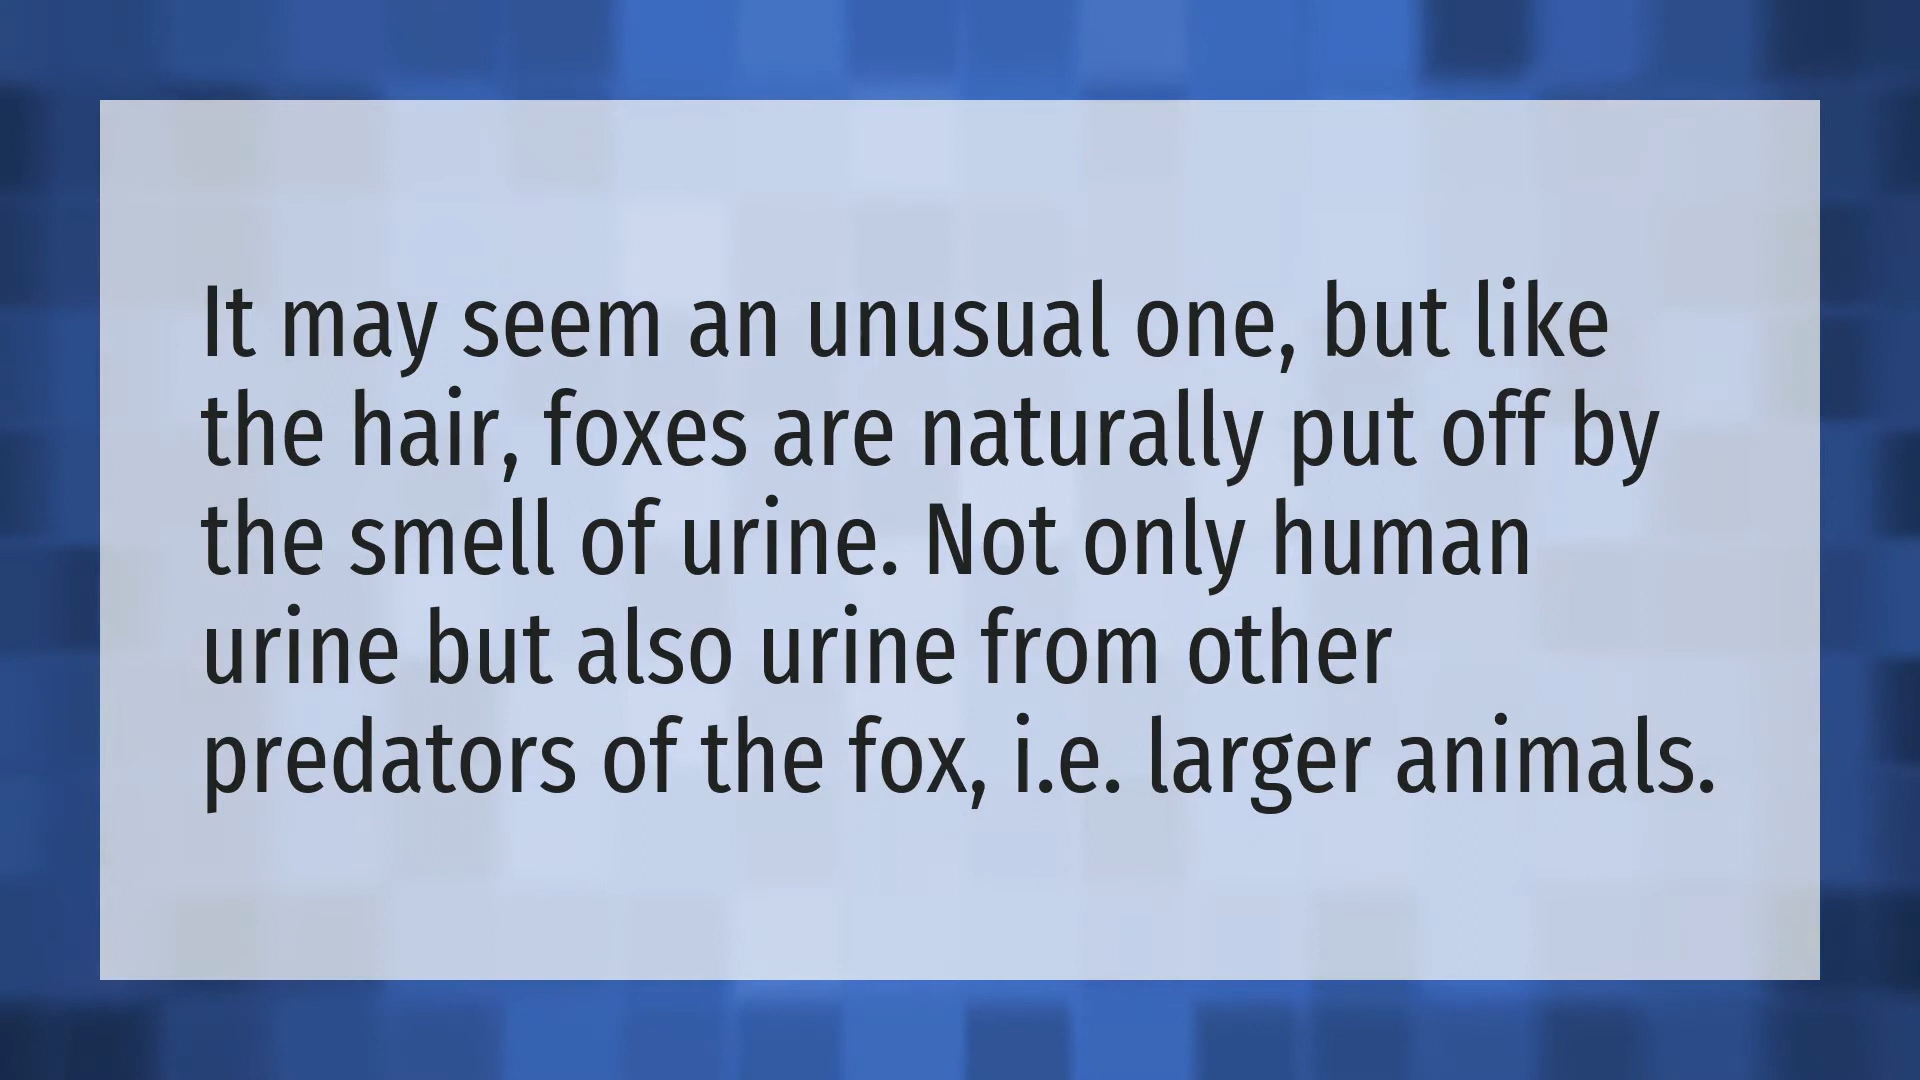 It may seem an unusual one, but like
the hair, foxes are naturally put off by
the smell of urine. Not only human
urine but also urine from other
predators of the fox, i.e. larger animals.